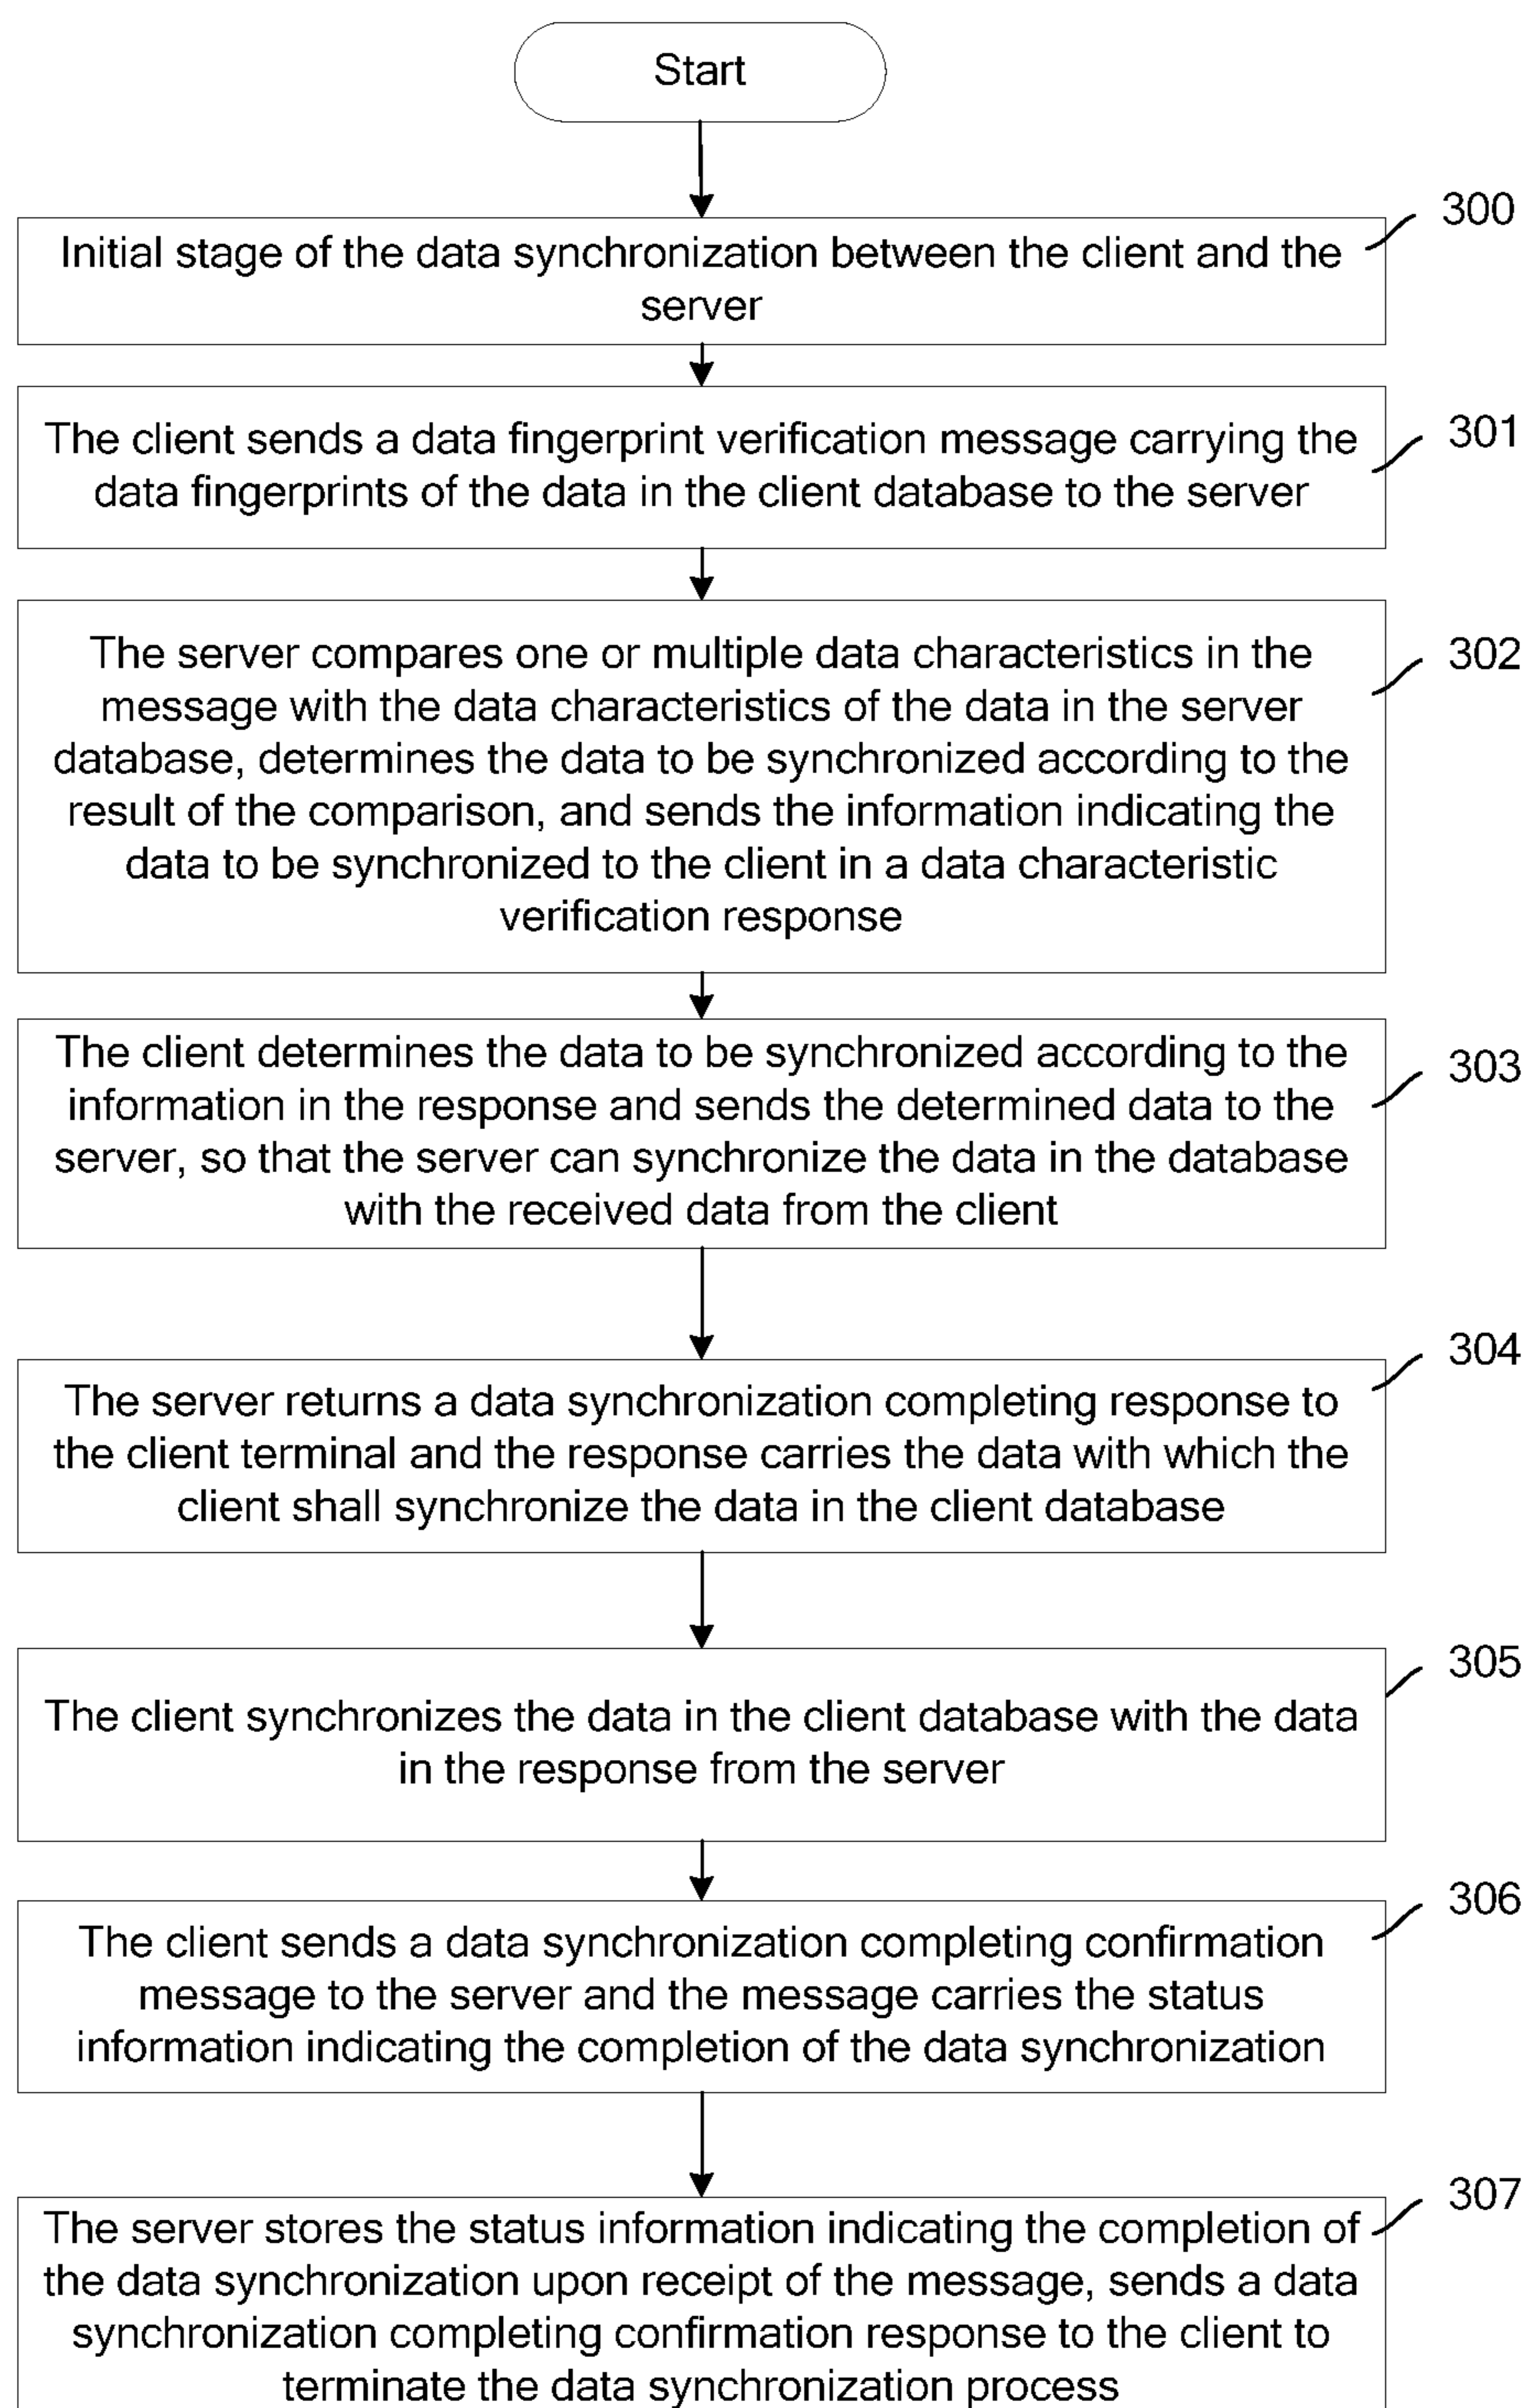 Start
300
Initial stage of the data synchronization between the client and the
server
301
The client sends a data fingerprint verification message carrying the
data fingerprints of the data in the client database to the server
302
The server compares one or multiple data characteristics in the
message with the data characteristics of the data in the server
database, determines the data to be synchronized according to the
result of the comparison, and sends the information indicating the
data to be synchronized to the client in a data characteristic
verification response
303
The client determines the data to be synchronized according to the
information in the response and sends the determined data to the
server, so that the server can synchronize the data in the database
with the received data from the client
304
The server returns a data synchronization completing response to
the client terminal and the response carries the data with which the
client shall synchronize the data in the client database
305
The client synchronizes the data in the client database with the data
in the response from the server
306
The client sends a data synchronization completing confirmation
message to the server and the message carries the status
information indicating the completion of the data synchronization
307
The server stores the status information indicating the completion of
the data synchronization upon receipt of the message, sends a data
synchronization completing confirmation response to the client to
terminate the data synchronization process